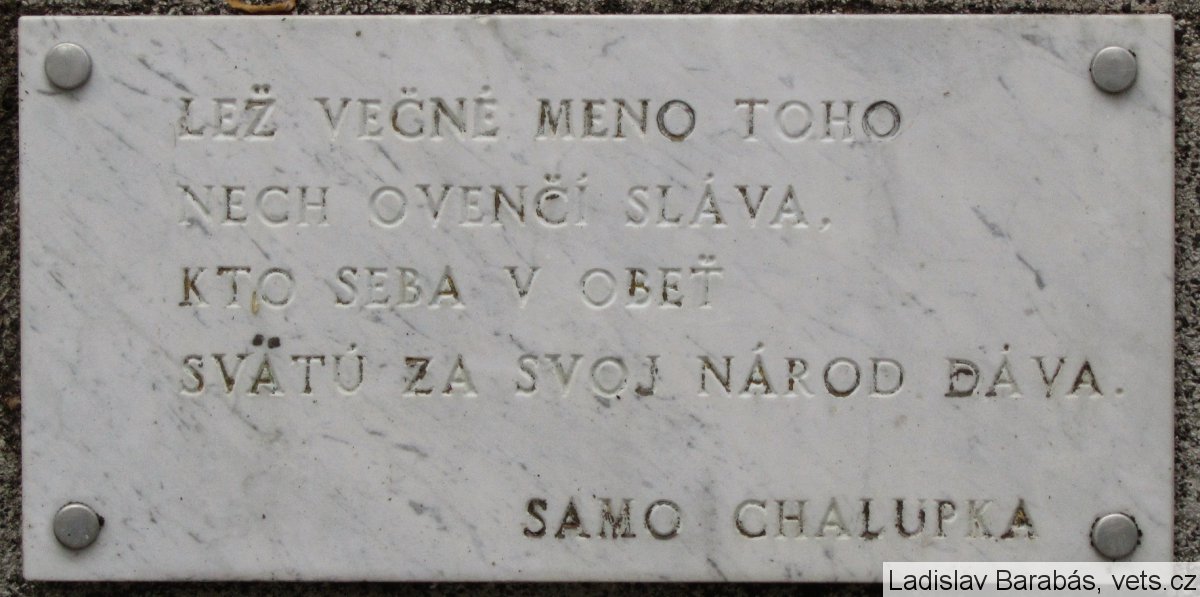 LEŽ VEČNÉ MENO TOHO
NECH OVENČÍ SLÁVA,
KTO SEBA V OBEŤ
SVÄTÚ ZA SVOJ NÁROD DÁVA.
SAMO CHALUPKA
Ladislav Barabás, vets.cz